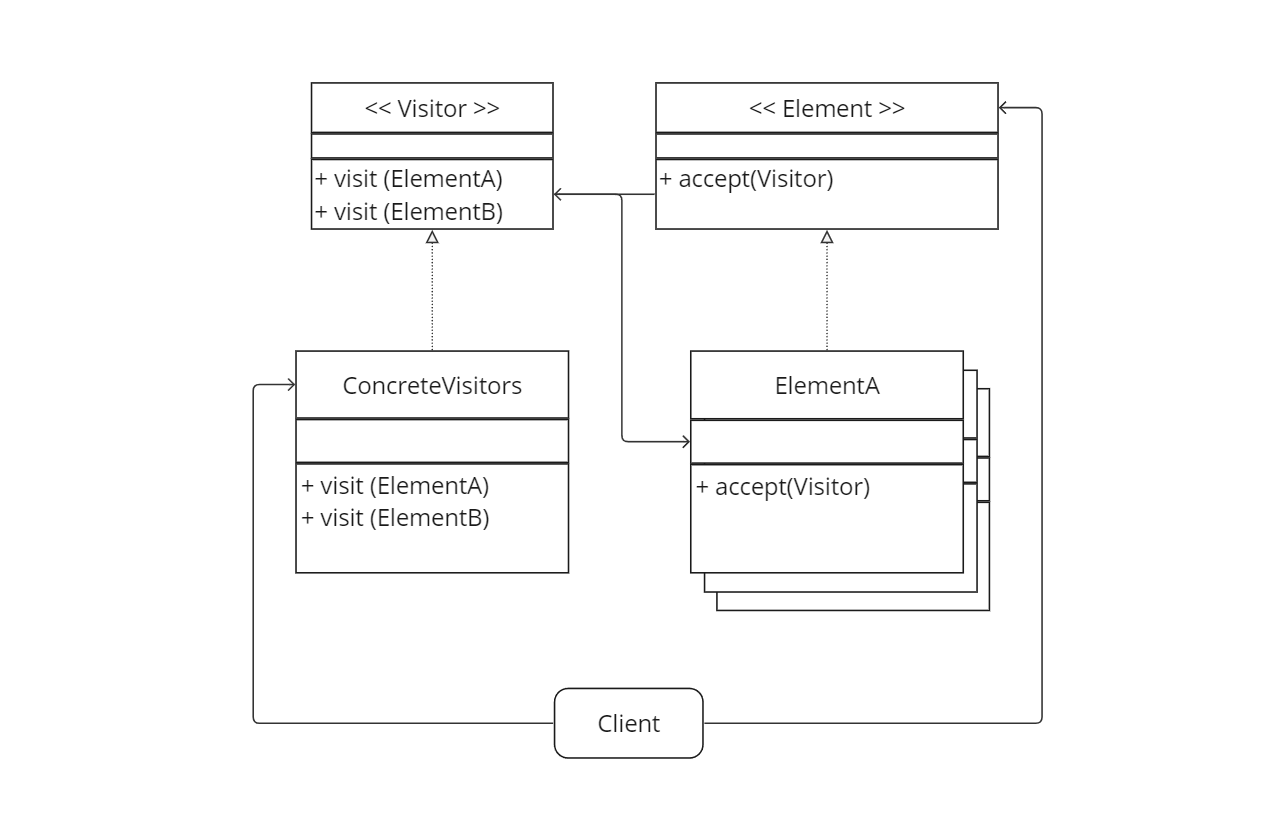 << Visitor >>
+ visit (ElementA)
+ visit (ElementB)
<< Element >>
+ accept(Visitor)
ConcreteVisitors
+ visit (ElementA)
+ visit (ElementB)
ElementA
+ accept(Visitor)
Client